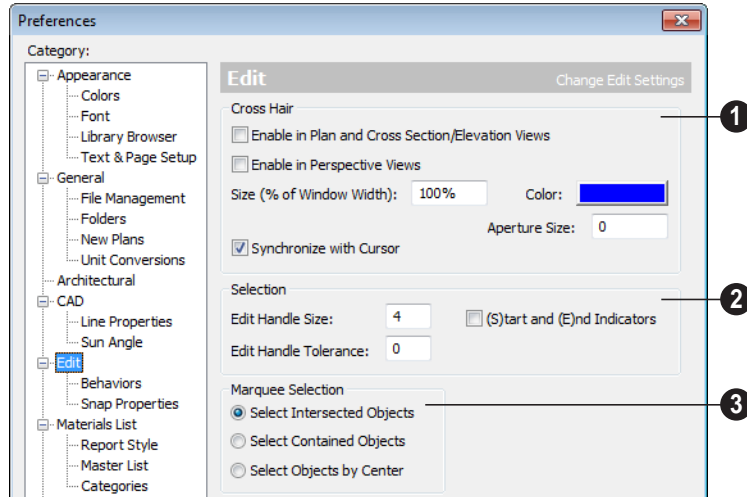 Preferences
Category:
Appearance
Colors
Font
Library Browser
Text & Page Setup
General
File Management
Folders
New Plans
Unit Conversions
Architectural
CAD
Line Properties
Sun Angle
Edit
Behaviors
Snap Properties
Materials List
Report Style
Master List
Categories
Edit Change Edit Settings
Cross Hair
1
Enable in Plan and Cross Section/Elevation Views
Enable in Perspective Views
Size (% of Window Width): 100% Color:
Aperture Size: 0
Synchronize with Cursor
Selection
2
Edit Handle Size: 4 (S)tart and (E)nd Indicators
Edit Handle Tolerance: 0
Marquee Selection
3
Select Intersected Objects
Select Contained Objects
Select Objects by Center